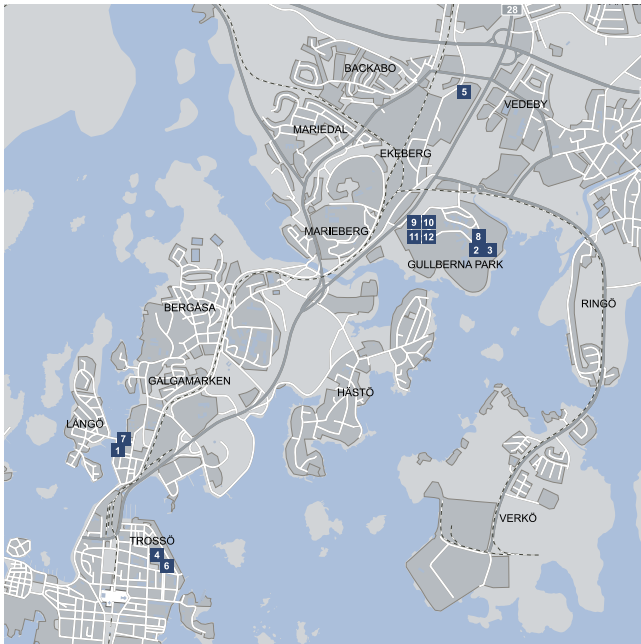 28
BACKABO
5
VEDEBY
MARIEDAL
EKEBERG
MARIEBERG
9 10
11 12
8
2 3
GULLBERNA PARK
RINGÖ
BERGÅSA
GALGAMARKEN
HÄSTÖ
LÅNGÖ
7
1
VERKÖ
TROSSÖ
4
6